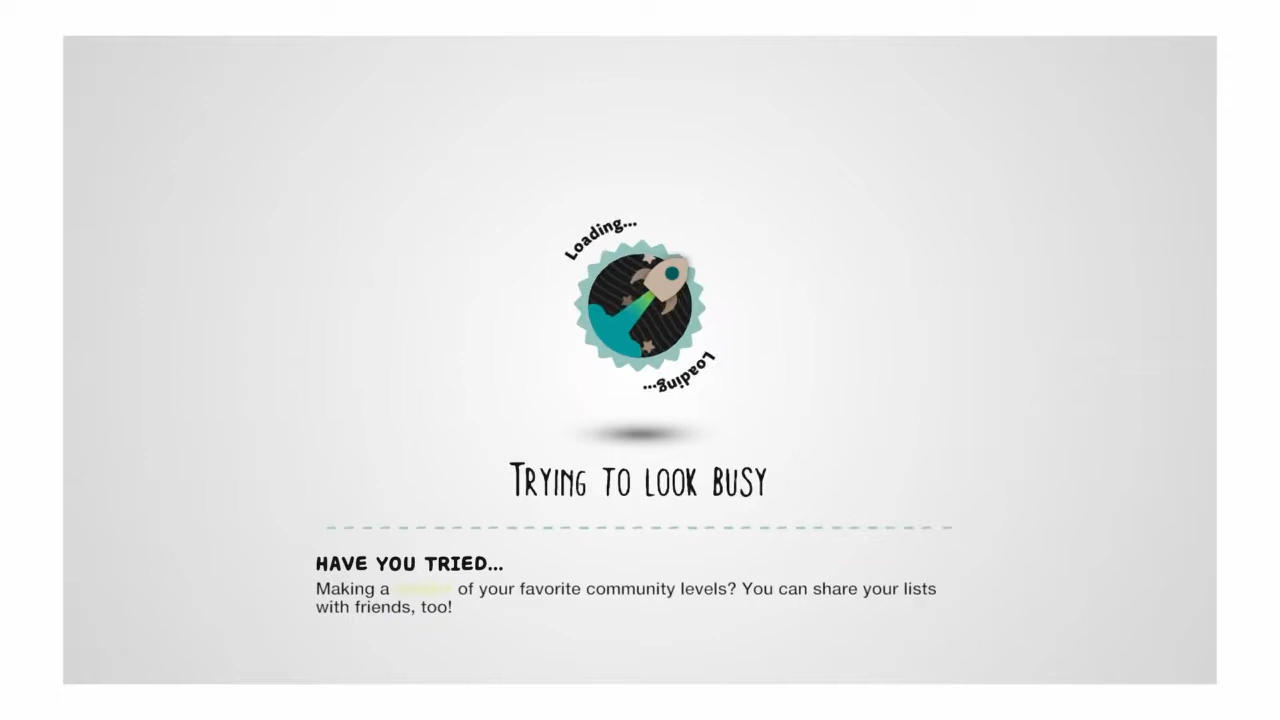 Loading...
Loading...
Trying to look busy
HAVE YOU TRIED...
Making a of your favorite community levels? You can share your lists
with friends, too!